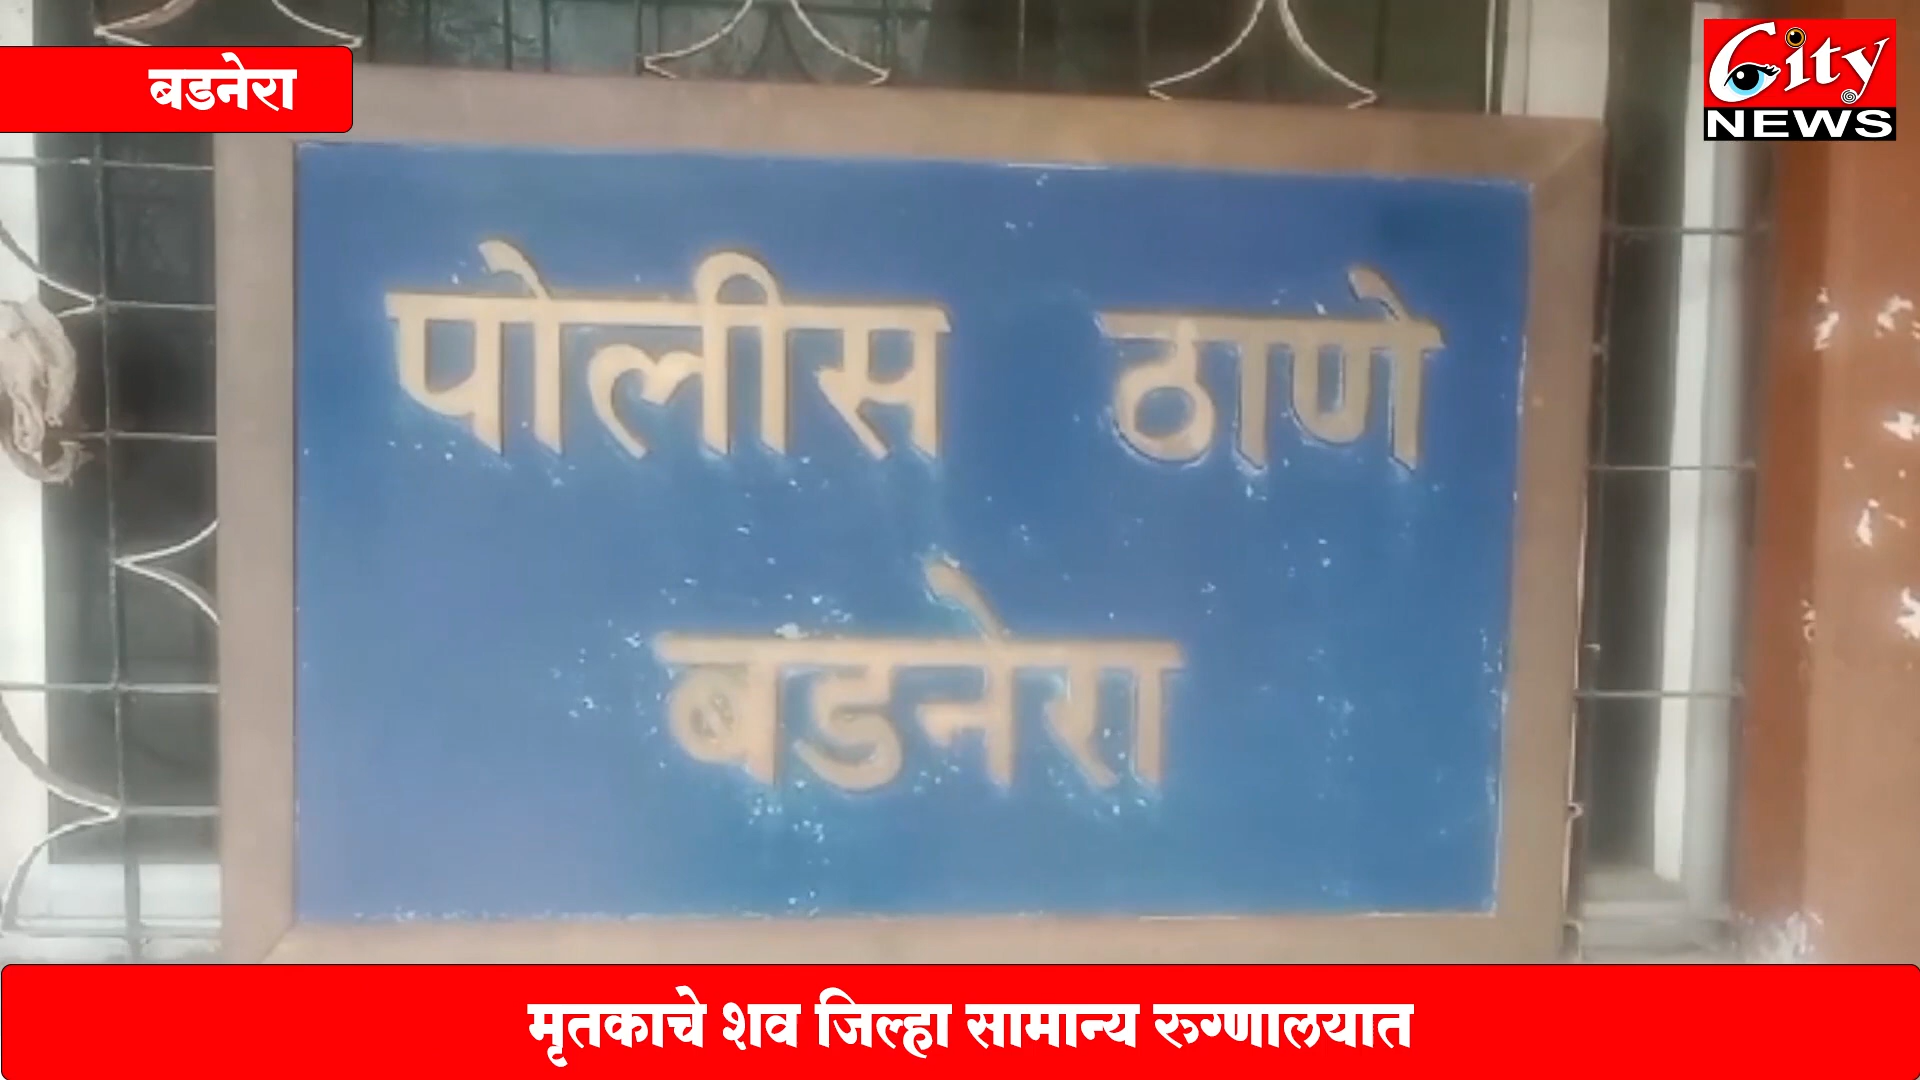 बडनेरा
City
NEWS
पोलीस ठाणे
बडनेरा
मृतकाचे शव जिल्हा सामान्य रुग्णालयात